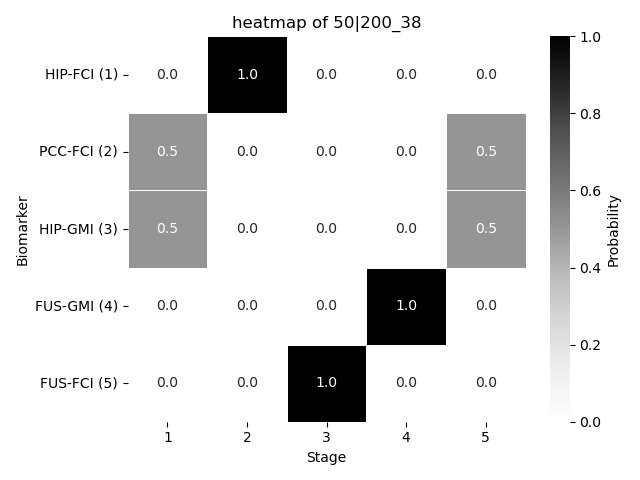 heatmap of 50|200_38
HIP-FCI (1) 0.0 1.0 0.0 0.0 0.0
PCC-FCI (2) 0.5 0.0 0.0 0.0 0.5
HIP-GMI (3) 0.5 0.0 0.0 0.0 0.5
FUS-GMI (4) 0.0 0.0 0.0 1.0 0.0
FUS-FCI (5) 0.0 0.0 1.0 0.0 0.0
1 2 3 4 5
Stage
Biomarker
1.0
0.8
0.6
0.4
0.2
0.0
Probability